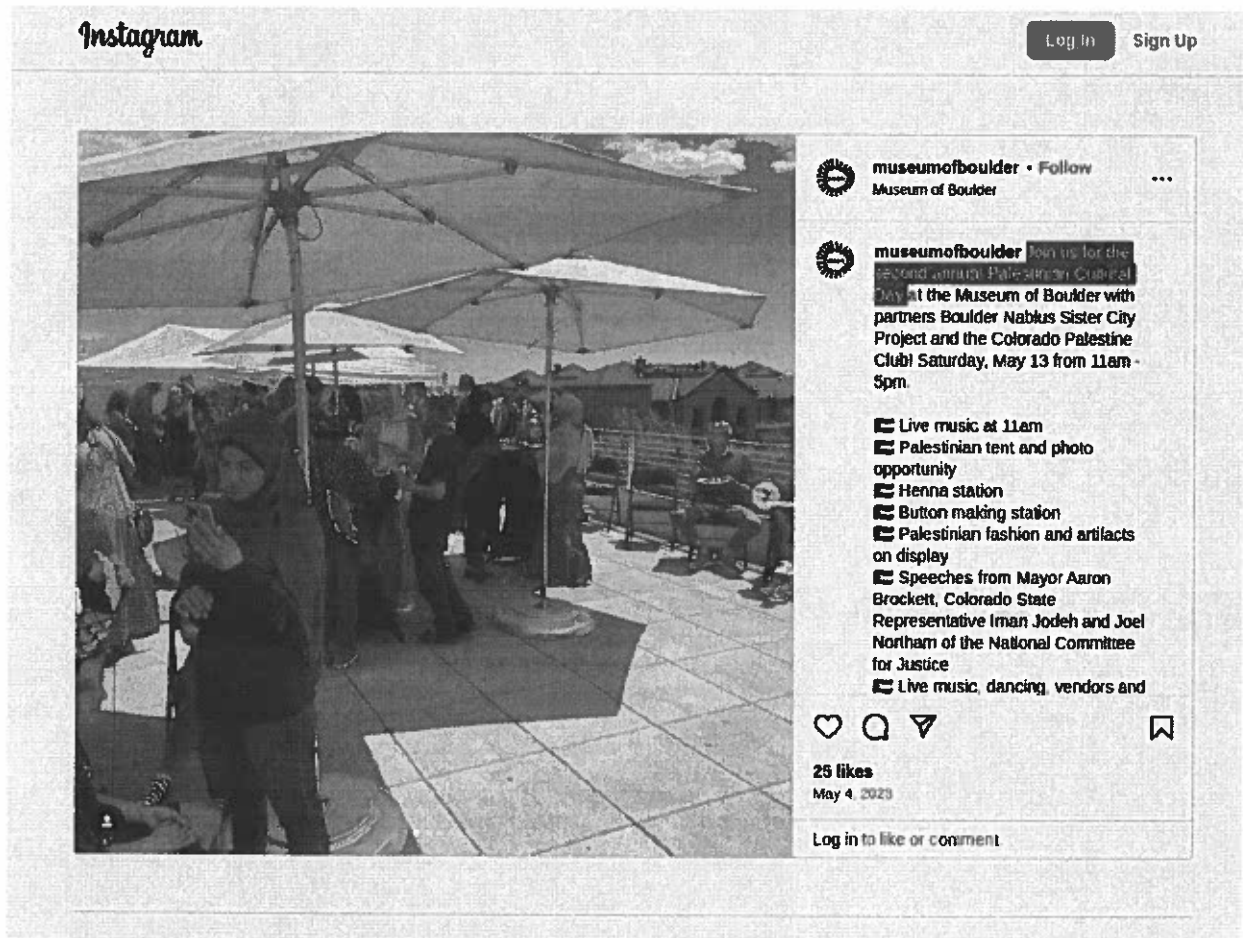 Instagram
Log In
Sign Up
museumofboulder • Follow
Museum of Boulder
museumofboulder Join us for the
second annual Palestinian Cultural
Day at the Museum of Boulder with
partners Boulder Nablus Sister City
Project and the Colorado Palestine
Club! Saturday, May 13 from 11am -
5pm.
Live music at 11am
Palestinian tent and photo
opportunity
Henna station
Button making station
Palestinian fashion and artifacts
on display
Speeches from Mayor Aaron
Brockett, Colorado State
Representative Iman Jodeh and Joel
Northam of the National Committee
for Justice
Live music, dancing, vendors and
25 likes
May 4, 2023
Log in to like or comment.